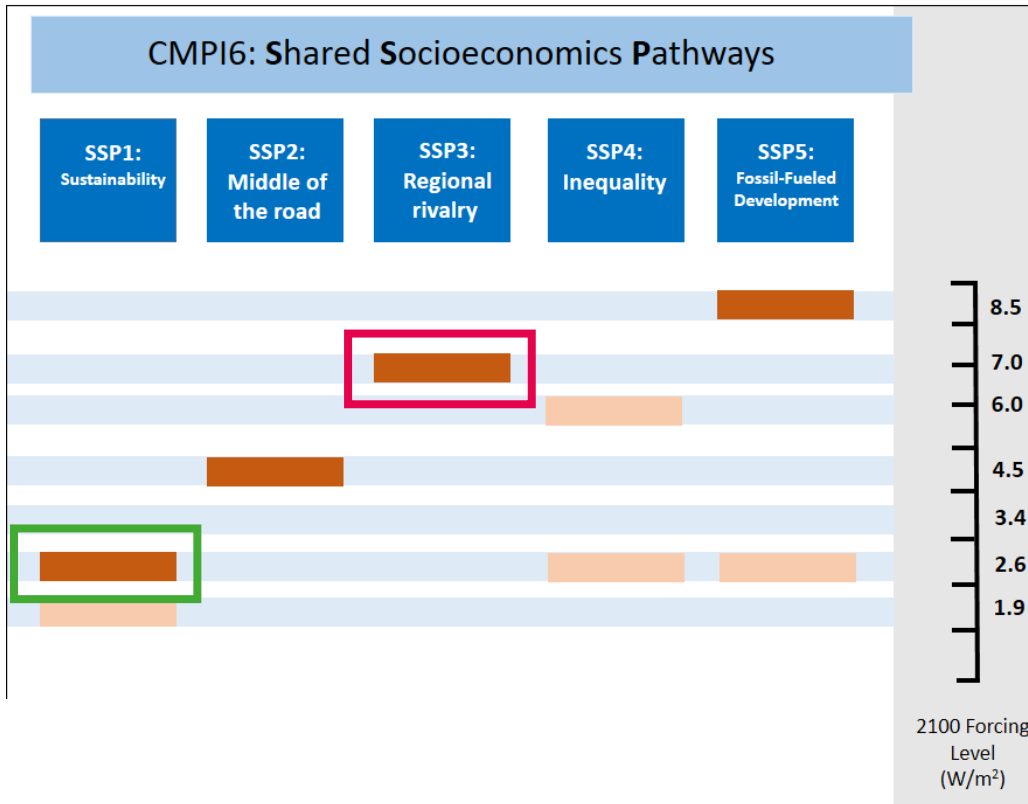 CMPI6: Shared Socioeconomics Pathways
SSP1:
Sustainability
SSP2:
Middle of
the road
SSP3:
Regional
rivalry
SSP4:
Inequality
SSP5:
Fossil-Fueled
Development
8.5
7.0
6.0
4.5
3.4
2.6
1.9
2100 Forcing
Level
(W/m²)